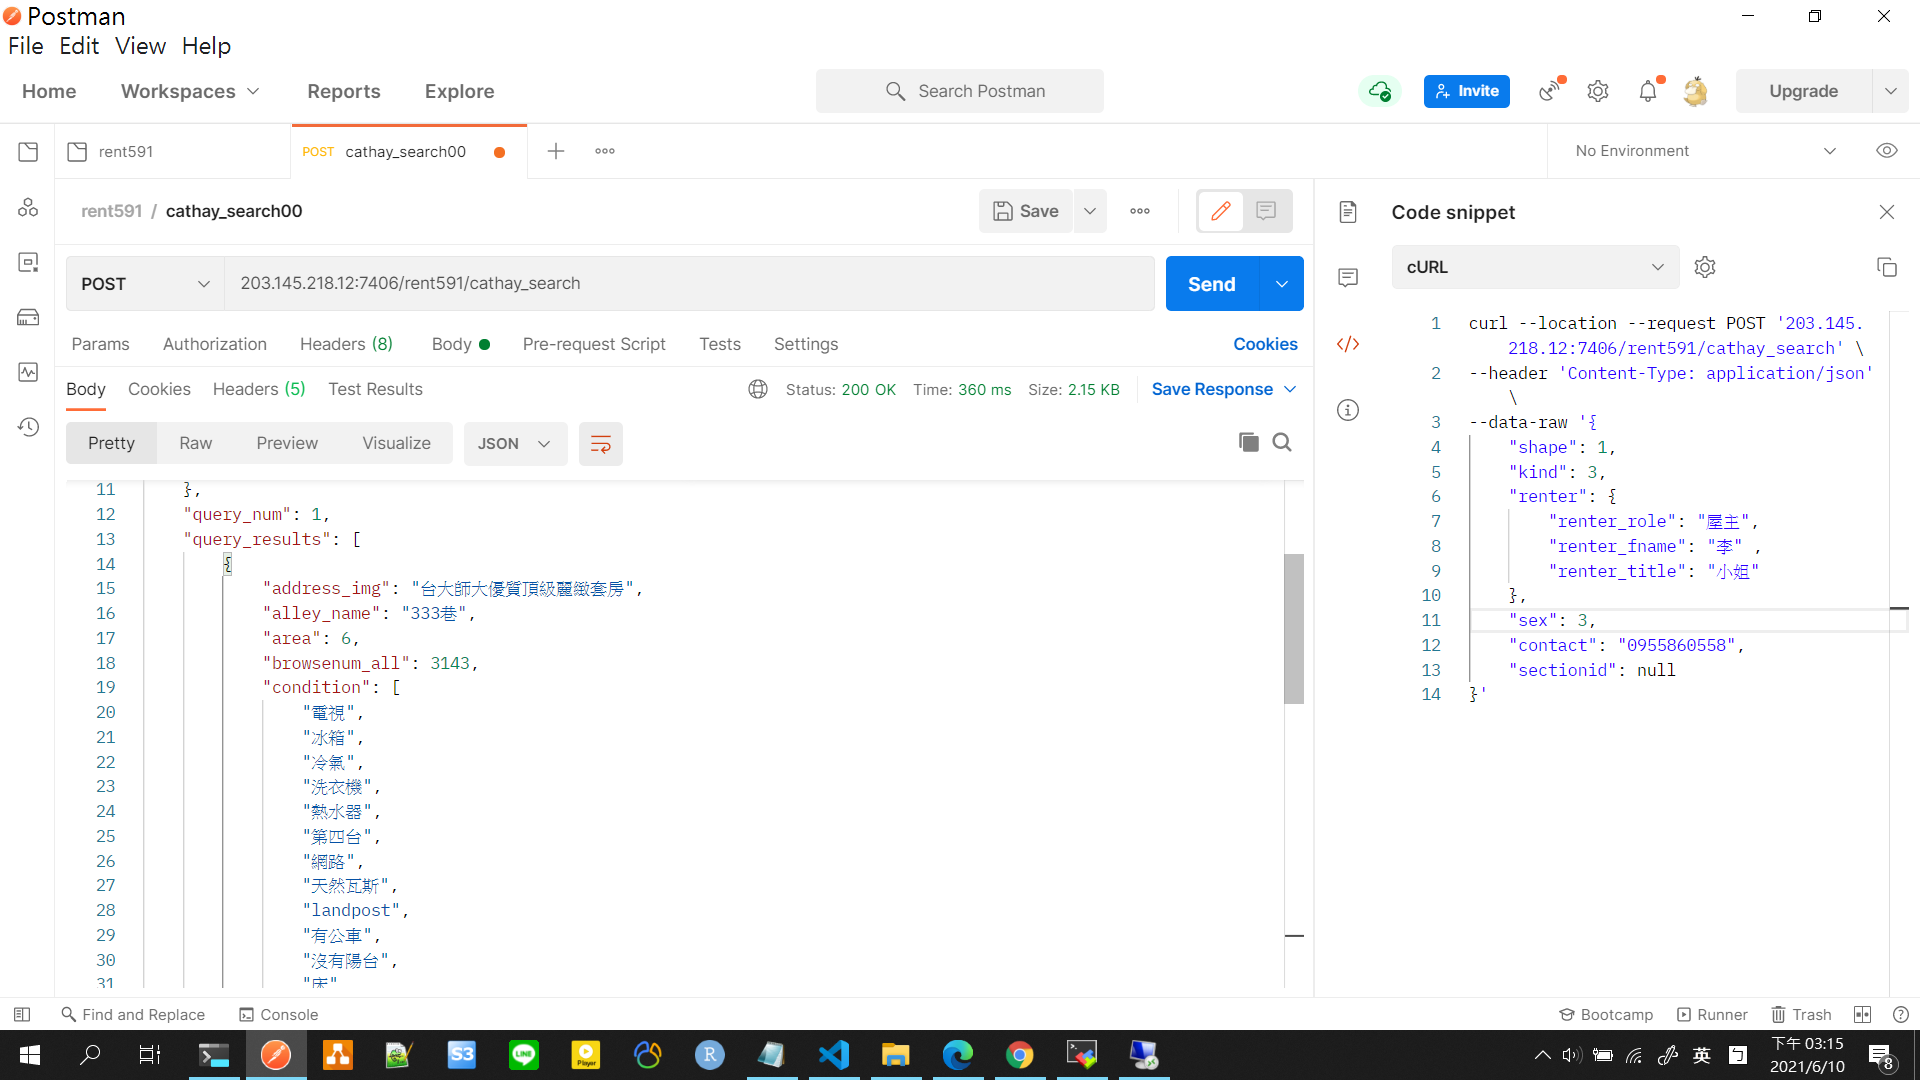 Postman
File Edit View Help
Home Workspaces Reports Explore Search Postman Invite Upgrade
rent591 POST cathay_search00 No Environment
rent591 / cathay_search00 Save Code snippet
cURL
POST 203.145.218.12:7406/rent591/cathay_search Send
Params Authorization Headers (8) Body Pre-request Script Tests Settings Cookies
Body Cookies Headers (5) Test Results Status: 200 OK Time: 360 ms Size: 2.15 KB Save Response
Pretty Raw Preview Visualize JSON
11 },
12 "query_num": 1,
13 "query_results": [
14 {
15 "address_img": "台大師大優質頂級麗緻套房",
16 "alley_name": "333巷",
17 "area": 6,
18 "browsenum_all": 3143,
19 "condition": [
20 "電視",
21 "冰箱",
22 "冷氣",
23 "洗衣機",
24 "熱水器",
25 "第四台",
26 "網路",
27 "天然瓦斯",
28 "landpost",
29 "有公車",
30 "沒有陽台",
31 "床"
1 curl --location --request POST '203.145.
218.12:7406/rent591/cathay_search' \
2 --header 'Content-Type: application/json'
\
3 --data-raw '{
4 "shape": 1,
5 "kind": 3,
6 "renter": {
7 "renter_role": "屋主",
8 "renter_fname": "李" ,
9 "renter_title": "小姐"
10 },
11 "sex": 3,
12 "contact": "0955860558",
13 "sectionid": null
14 }'
Find and Replace Console Bootcamp Runner Trash
S3 LINE Player R 英 下午 03:15
2021/6/10 8